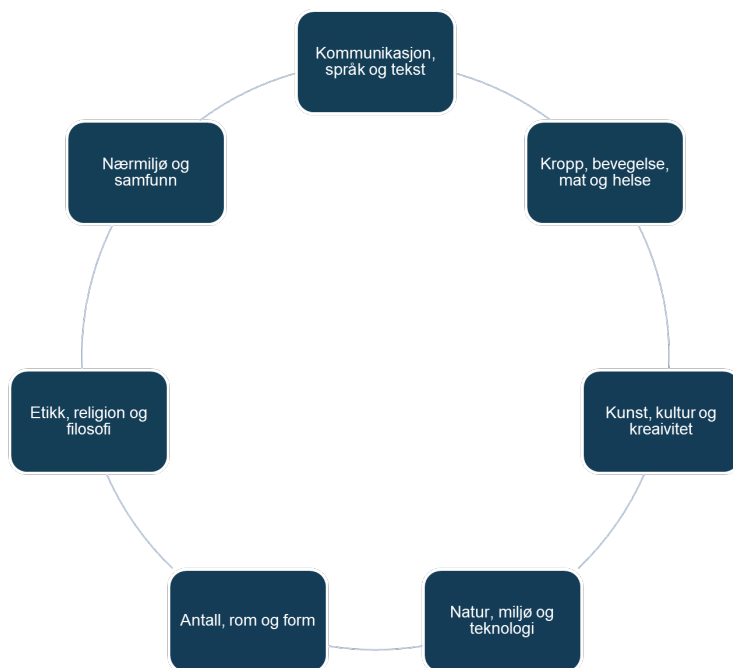 Kommunikasjon,
språk og tekst
Kropp, bevegelse,
mat og helse
Kunst, kultur og
kreaivitet
Natur, miljø og
teknologi
Antall, rom og form
Etikk, religion og
filosofi
Nærmiljø og
samfunn